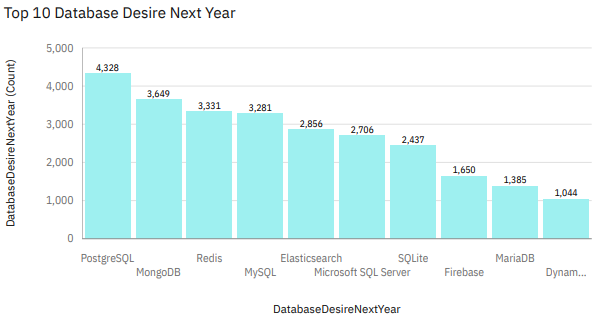 Top 10 Database Desire Next Year
DatabaseDesireNextYear (Count)
5,000
4,000
3,000
2,000
1,000
0
4,328
3,649
3,331
3,281
2,856
2,706
2,437
1,650
1,385
1,044
PostgreSQL
MongoDB
Redis
MySQL
Elasticsearch
Microsoft SQL Server
SQLite
Firebase
MariaDB
Dynam...
DatabaseDesireNextYear